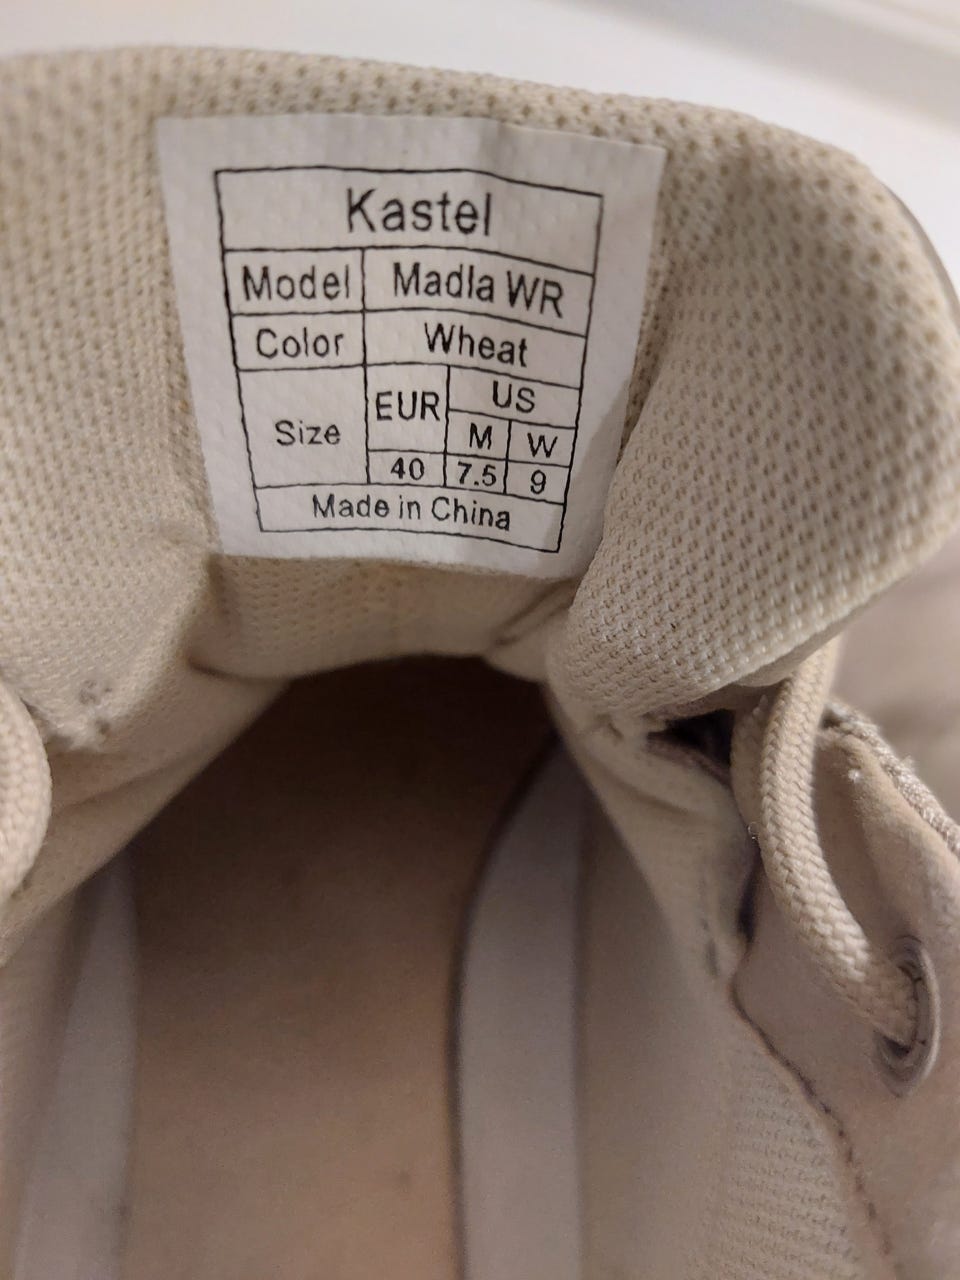 Kastel
Model Madla WR
Color Wheat
Size EUR US
M W
40 7.5 9
Made in China